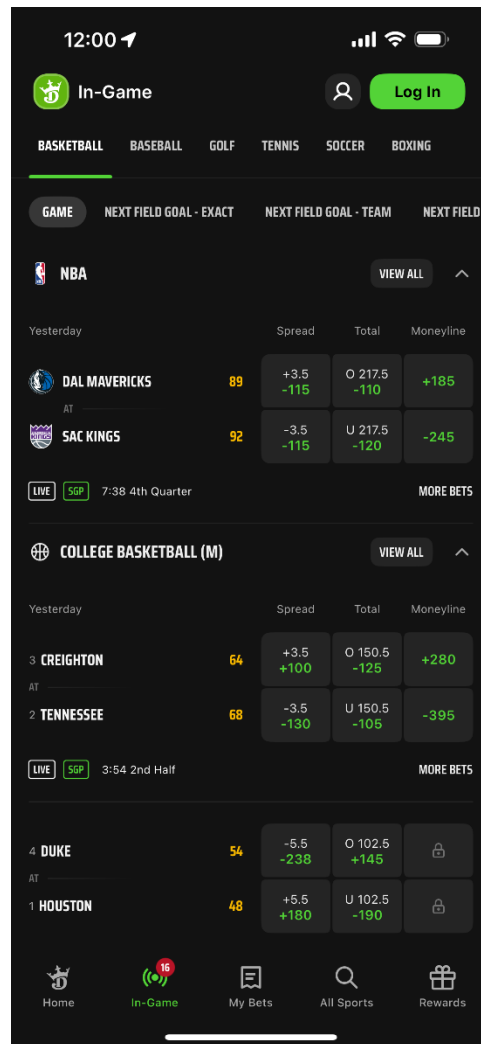 12:00
In-Game
Log In
BASKETBALL BASEBALL GOLF TENNIS SOCCER BOXING
GAME NEXT FIELD GOAL - EXACT NEXT FIELD GOAL - TEAM NEXT FIELD
NBA VIEW ALL
Yesterday Spread Total Moneyline
DAL MAVERICKS 89 +3.5 -115 O 217.5 -110 +185
AT
SAC KINGS 92 -3.5 -115 U 217.5 -120 -245
LIVE SGP 7:38 4th Quarter MORE BETS
COLLEGE BASKETBALL (M) VIEW ALL
Yesterday Spread Total Moneyline
3 CREIGHTON 64 +3.5 +100 O 150.5 -125 +280
AT
2 TENNESSEE 68 -3.5 -130 U 150.5 -105 -395
LIVE SGP 3:54 2nd Half MORE BETS
4 DUKE 54 -5.5 -238 O 102.5 +145
AT
1 HOUSTON 48 +5.5 +180 U 102.5 -190
16
Home In-Game My Bets All Sports Rewards